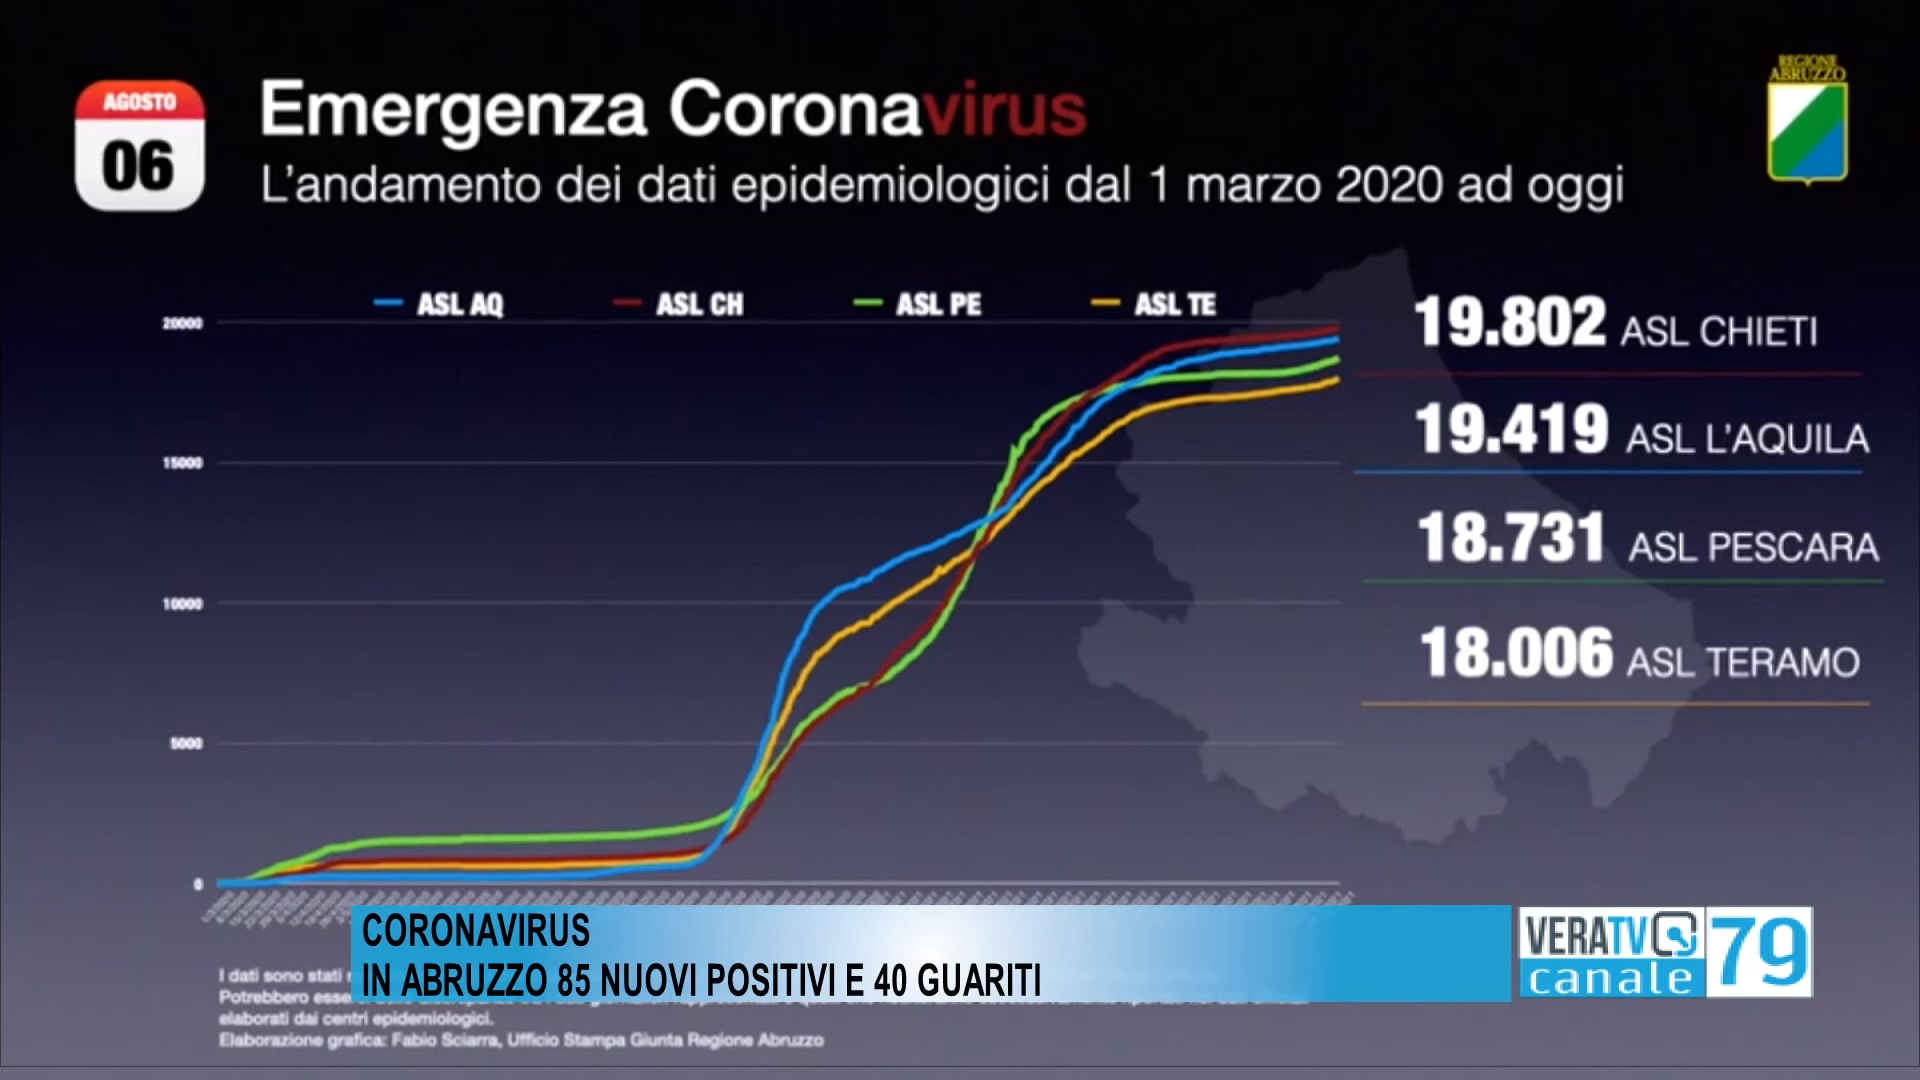 AGOSTO
06
Emergenza Coronavirus
L'andamento dei dati epidemiologici dal 1 marzo 2020 ad oggi
REGIONE
ABRUZZO
ASL AQ
ASL CH
ASL PE
ASL TE
20000
15000
10000
5000
0
19.802 ASL CHIETI
19.419 ASL L'AQUILA
18.731 ASL PESCARA
18.006 ASL TERAMO
CORONAVIRUS
IN ABRUZZO 85 NUOVI POSITIVI E 40 GUARITI
VERATV
canale
79
I dati sono stati
Potrebbero esser
elaborati dai centri epidemiologici.
Elaborazione grafica: Fabio Sciarra, Ufficio Stampa Giunta Regione Abruzzo